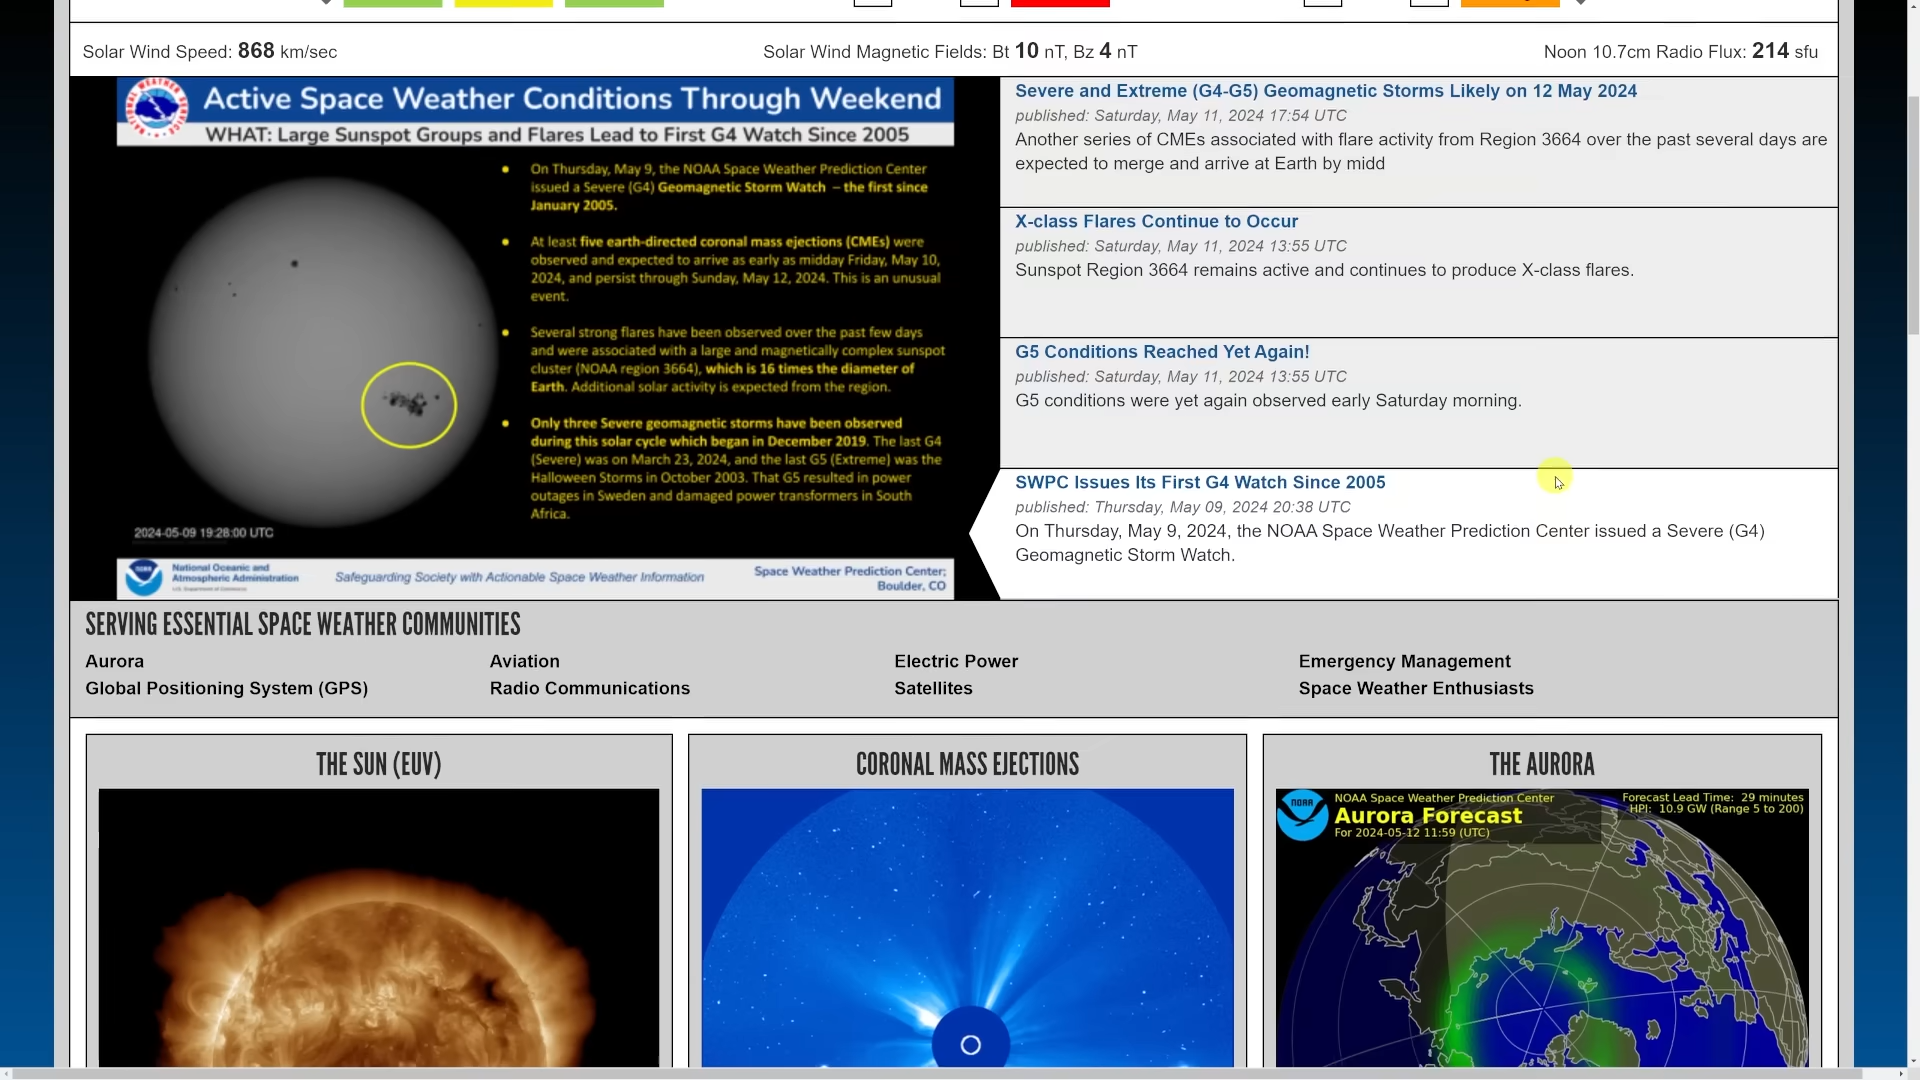 Solar Wind Speed: 868 km/sec
Solar Wind Magnetic Fields: Bt 10 nT, Bz 4 nT
Noon 10.7cm Radio Flux: 214 sfu
Active Space Weather Conditions Through Weekend
WHAT: Large Sunspot Groups and Flares Lead to First G4 Watch Since 2005
On Thursday, May 9, the NOAA Space Weather Prediction Center
issued a Severe (G4) Geomagnetic Storm Watch – the first since
January 2005.
At least five earth-directed coronal mass ejections (CMEs) were
observed and expected to arrive as early as midday Friday, May 10,
2024, and persist through Sunday, May 12, 2024. This is an unusual
event.
Several strong flares have been observed over the past few days
and were associated with a large and magnetically complex sunspot
cluster (NOAA region 3664), which is 16 times the diameter of
Earth. Additional solar activity is expected from the region.
Only three Severe geomagnetic storms have been observed
during this solar cycle which began in December 2019. The last G4
(Severe) was on March 23, 2024, and the last G5 (Extreme) was the
Halloween Storms in October 2003. That G5 resulted in power
outages in Sweden and damaged power transformers in South
Africa.
2024-05-09 19:28:00 UTC
National Oceanic and
Atmospheric Administration
Safeguarding Society with Actionable Space Weather Information
Space Weather Prediction Center;
Boulder, CO
Severe and Extreme (G4-G5) Geomagnetic Storms Likely on 12 May 2024
published: Saturday, May 11, 2024 17:54 UTC
Another series of CMEs associated with flare activity from Region 3664 over the past several days are
expected to merge and arrive at Earth by midd
X-class Flares Continue to Occur
published: Saturday, May 11, 2024 13:55 UTC
Sunspot Region 3664 remains active and continues to produce X-class flares.
G5 Conditions Reached Yet Again!
published: Saturday, May 11, 2024 13:55 UTC
G5 conditions were yet again observed early Saturday morning.
SWPC Issues Its First G4 Watch Since 2005
published: Thursday, May 09, 2024 20:38 UTC
On Thursday, May 9, 2024, the NOAA Space Weather Prediction Center issued a Severe (G4)
Geomagnetic Storm Watch.
SERVING ESSENTIAL SPACE WEATHER COMMUNITIES
Aurora
Aviation
Electric Power
Emergency Management
Global Positioning System (GPS)
Radio Communications
Satellites
Space Weather Enthusiasts
THE SUN (EUV)
CORONAL MASS EJECTIONS
THE AURORA
NOAA
NOAA Space Weather Prediction Center
Aurora Forecast
For 2024-05-12 11:59 (UTC)
Forecast Lead Time: 29 minutes
HPI: 10.9 GW (Range 5 to 200)